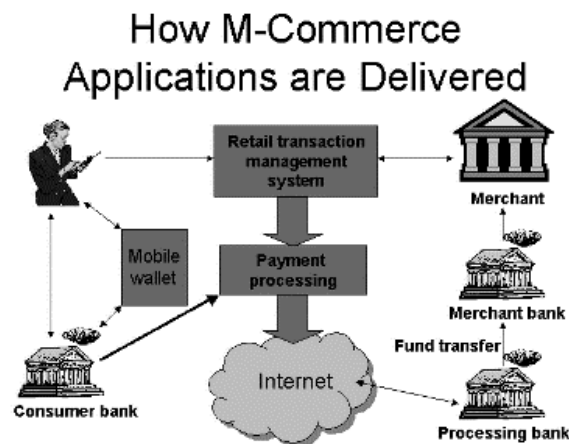 How M-Commerce
Applications are Delivered
Retail transaction
management
system
Merchant
Mobile
wallet
Payment
processing
Merchant bank
Fund transfer
Internet
Consumer bank
Processing bank